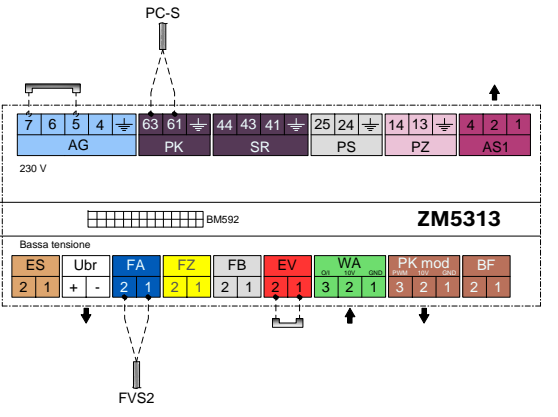 PC-S
7 6 5 4 63 61 44 43 41 25 24 14 13 4 2 1
AG PK SR PS PZ AS1
230 V
BM592
ZM5313
Bassa tensione
ES Ubr FA FZ FB EV WA PK mod BF
O/I 10V GND PWM 10V GND
2 1 + - 2 1 2 1 2 1 2 1 3 2 1 3 2 1 2 1
FVS2